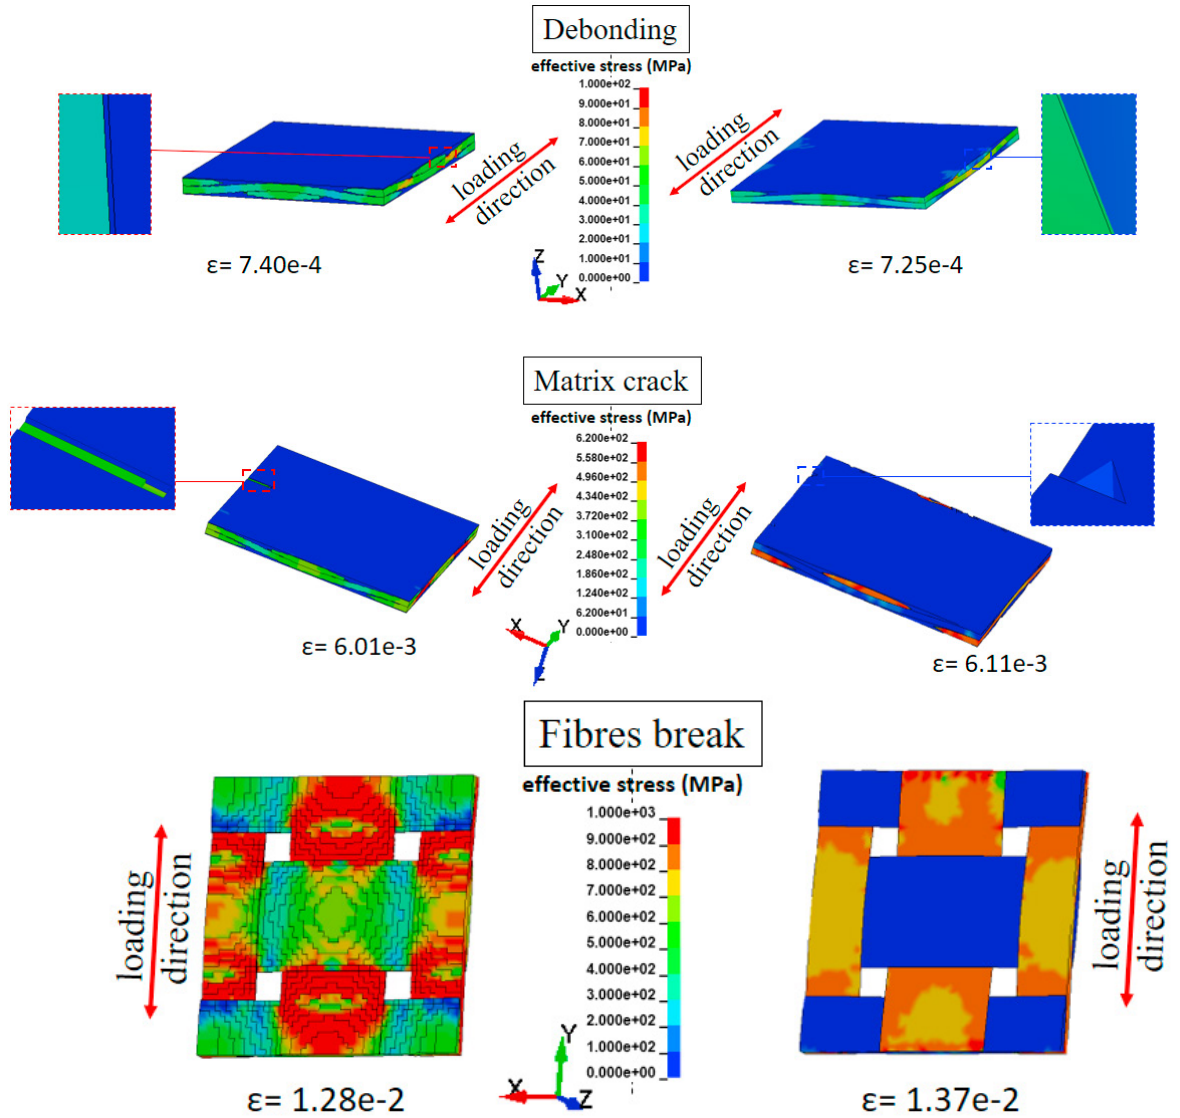 Debonding
effective stress (MPa)
1.000e+02
9.000e+01
8.000e+01
7.000e+01
6.000e+01
5.000e+01
4.000e+01
3.000e+01
2.000e+01
1.000e+01
0.000e+00
loading
direction
loading
direction
ε= 7.40e-4
ε= 7.25e-4
Z
Y
X
Matrix crack
effective stress (MPa)
6.200e+02
5.580e+02
4.960e+02
4.340e+02
3.720e+02
3.100e+02
2.480e+02
1.860e+02
1.240e+02
6.200e+01
0.000e+00
loading
direction
loading
direction
X
Y
Z
ε= 6.01e-3
ε= 6.11e-3
Fibres break
effective stress (MPa)
1.000e+03
9.000e+02
8.000e+02
7.000e+02
6.000e+02
5.000e+02
4.000e+02
3.000e+02
2.000e+02
1.000e+02
0.000e+00
loading
direction
loading
direction
Y
X
Z
ε= 1.28e-2
ε= 1.37e-2